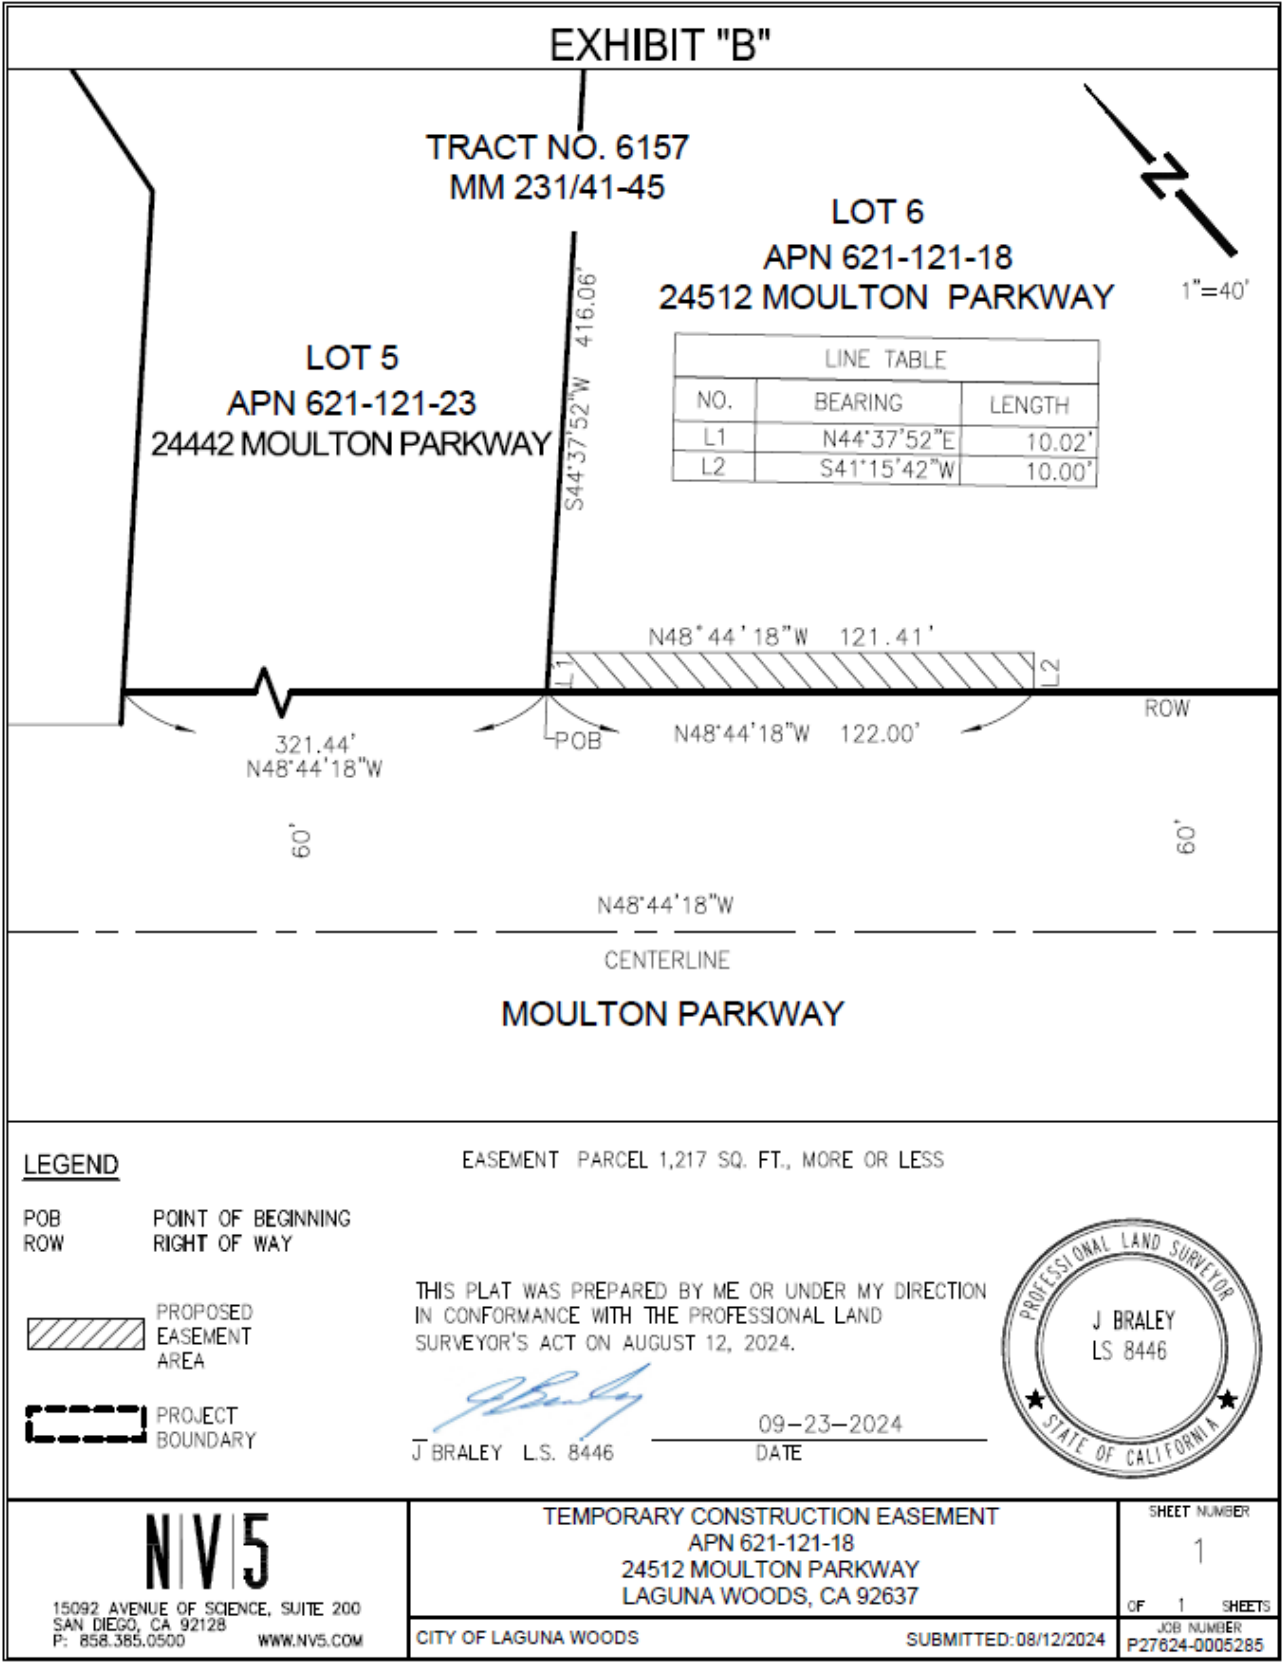 EXHIBIT "B"
TRACT NO. 6157
MM 231/41-45
LOT 6
APN 621-121-18
24512 MOULTON PARKWAY
1"=40'
LOT 5
APN 621-121-23
24442 MOULTON PARKWAY
S44°37'52"W 416.06'
LINE TABLE
NO. BEARING LENGTH
L1 N44°37'52"E 10.02'
L2 S41°15'42"W 10.00'
N48°44'18"W 121.41'
L1
L2
ROW
321.44'
N48°44'18"W
POB
N48°44'18"W 122.00'
60'
60'
N48°44'18"W
CENTERLINE
MOULTON PARKWAY
LEGEND
EASEMENT PARCEL 1,217 SQ. FT., MORE OR LESS
POB POINT OF BEGINNING
ROW RIGHT OF WAY
PROPOSED
EASEMENT
AREA
PROJECT
BOUNDARY
THIS PLAT WAS PREPARED BY ME OR UNDER MY DIRECTION
IN CONFORMANCE WITH THE PROFESSIONAL LAND
SURVEYOR'S ACT ON AUGUST 12, 2024.
J Braley
09-23-2024
J BRALEY L.S. 8446
DATE
PROFESSIONAL LAND SURVEYOR
J BRALEY
LS 8446
STATE OF CALIFORNIA
N|V|5
15092 AVENUE OF SCIENCE, SUITE 200
SAN DIEGO, CA 92128
P: 858.385.0500 WWW.NV5.COM
TEMPORARY CONSTRUCTION EASEMENT
APN 621-121-18
24512 MOULTON PARKWAY
LAGUNA WOODS, CA 92637
CITY OF LAGUNA WOODS
SUBMITTED: 08/12/2024
SHEET NUMBER
1
OF 1 SHEETS
JOB NUMBER
P27624-0005285